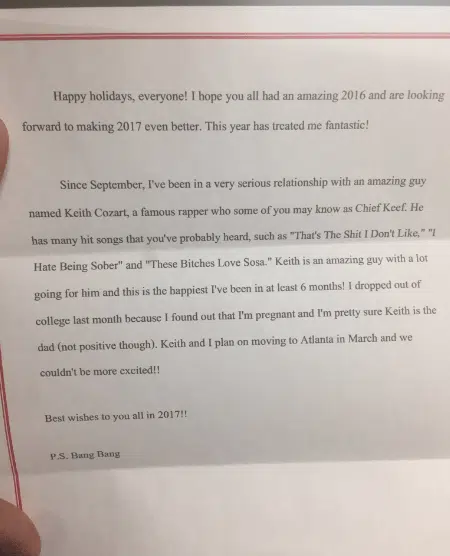 Happy holidays, everyone! I hope you all had an amazing 2016 and are looking
forward to making 2017 even better. This year has treated me fantastic!
Since September, I've been in a very serious relationship with an amazing guy
named Keith Cozart, a famous rapper who some of you may know as Chief Keef. He
has many hit songs that you've probably heard, such as "That's The Shit I Don't Like," "I
Hate Being Sober" and "These Bitches Love Sosa." Keith is an amazing guy with a lot
going for him and this is the happiest I've been in at least 6 months! I dropped out of
college last month because I found out that I'm pregnant and I'm pretty sure Keith is the
dad (not positive though). Keith and I plan on moving to Atlanta in March and we
couldn't be more excited!!
Best wishes to you all in 2017!!
P.S. Bang Bang